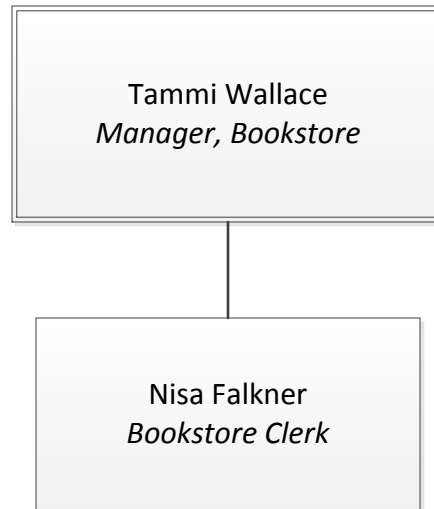 Tammi Wallace
Manager, Bookstore
Nisa Falkner
Bookstore Clerk